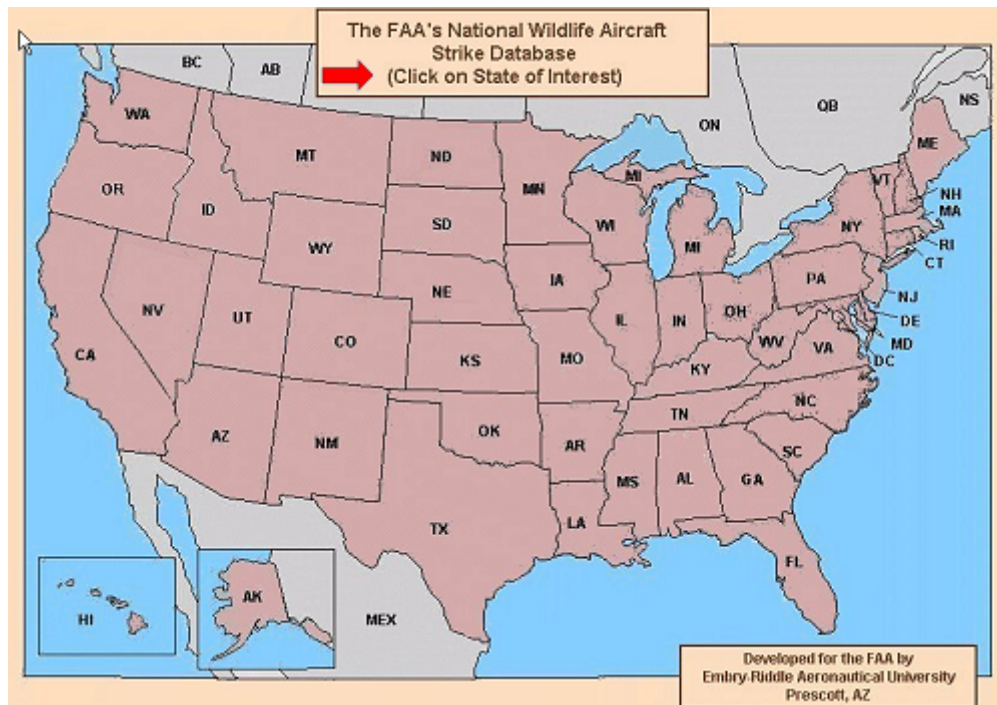 The FAA's National Wildlife Aircraft
Strike Database
(Click on State of Interest)
BC
AB
ON
QB
NS
WA
MT
ND
MN
MI
ME
VT
NH
MA
OR
ID
SD
WI
MI
NY
RI
CT
WY
IA
PA
NJ
NE
NV
UT
CO
IL
IN
OH
DE
MD
WV
VA
DC
CA
KS
MO
KY
NC
TN
AZ
NM
OK
AR
SC
MS
AL
GA
TX
LA
FL
HI
AK
MEX
Developed for the FAA by
Embry-Riddle Aeronautical University
Prescott, AZ